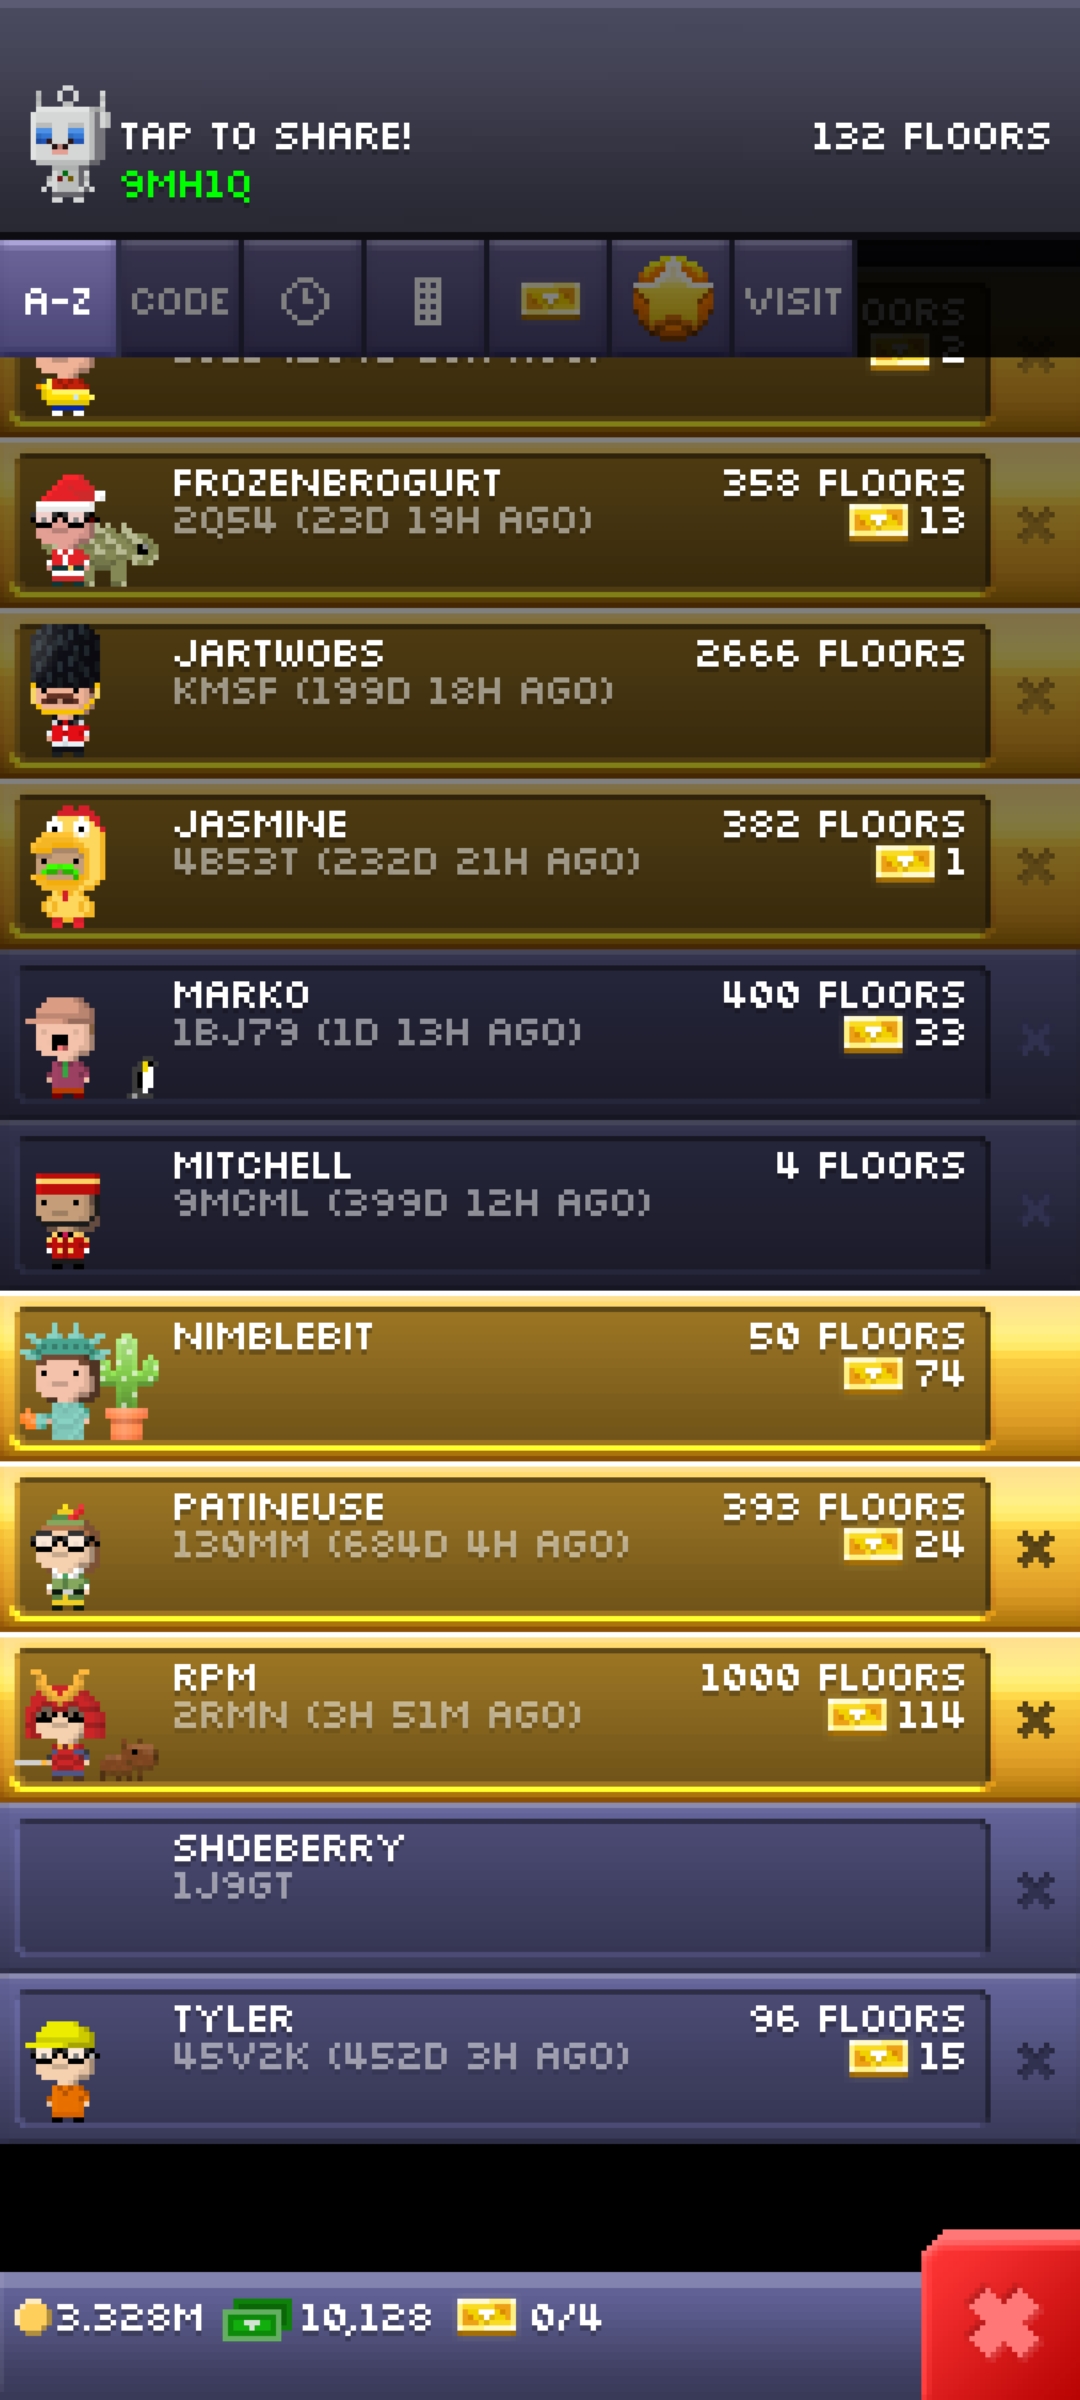 TAP TO SHARE!
132 FLOORS
9MH1Q
A-Z CODE VISIT
2
FROZENBROGURT 358 FLOORS
2Q54 (23D 19H AGO) 13
JARTWOBS 2666 FLOORS
KMSF (199D 18H AGO)
JASMINE 382 FLOORS
4B53T (232D 21H AGO) 1
MARKO 400 FLOORS
1BJ79 (1D 13H AGO) 33
MITCHELL 4 FLOORS
9MCML (399D 12H AGO)
NIMBLEBIT 50 FLOORS
74
PATINEUSE 393 FLOORS
130MM (684D 4H AGO) 24
RPM 1000 FLOORS
2RMN (3H 51M AGO) 114
SHOEBERRY
1J9GT
TYLER 96 FLOORS
45V2K (452D 3H AGO) 15
3.328M 10,128 0/4